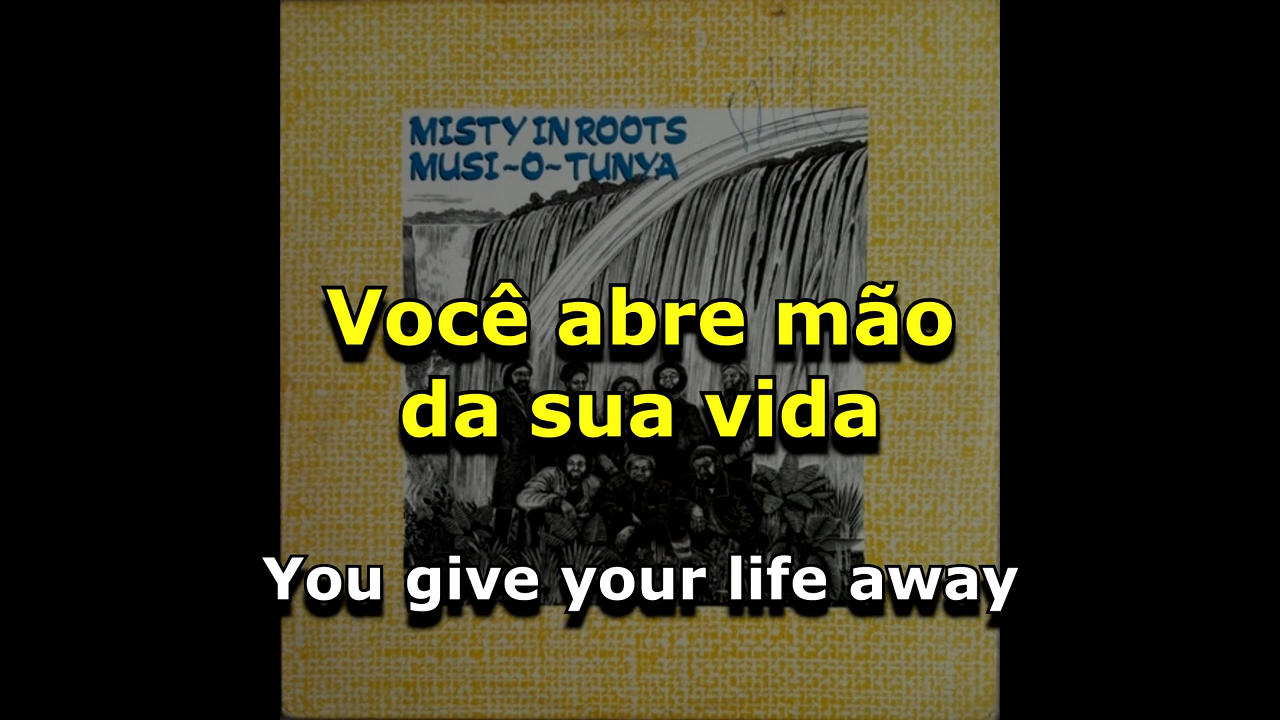 MISTY IN ROOTS
MUSI~O~TUNYA
Você abre mão
da sua vida
You give your life away